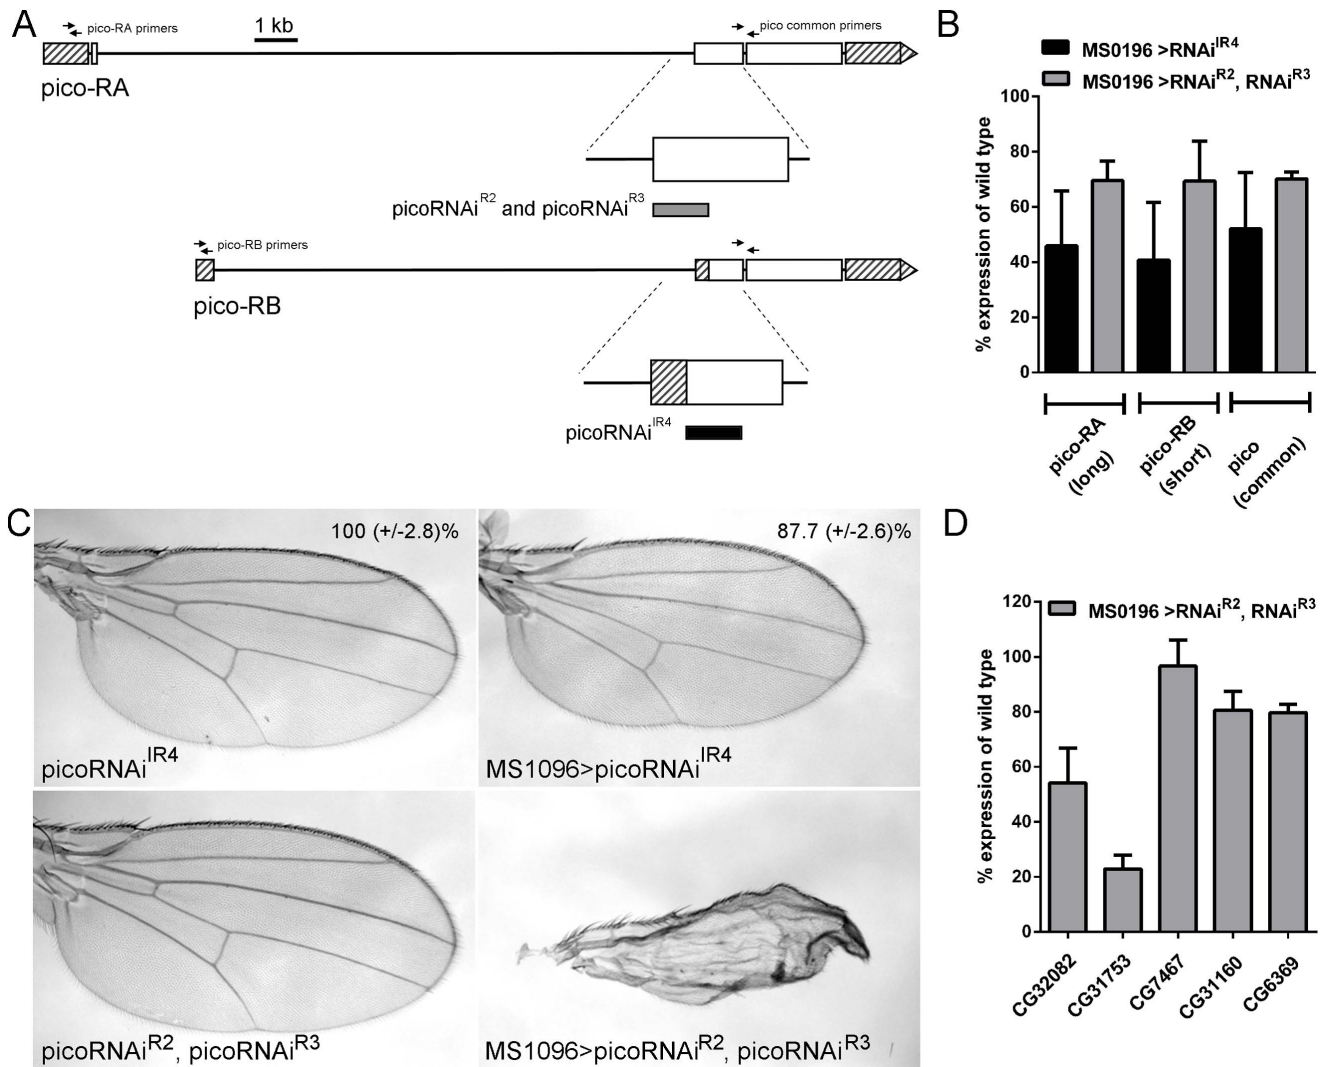 A
pico-RA primers
1 kb
pico common primers
pico-RA
picoRNAi^R2 and picoRNAi^R3
pico-RB primers
pico-RB
picoRNAi^IR4
B
MS0196 >RNAi^IR4
MS0196 >RNAi^R2, RNAi^R3
% expression of wild type
100
80
60
40
20
0
pico-RA
(long)
pico-RB
(short)
pico
(common)
C
100 (+/-2.8)%
87.7 (+/-2.6)%
picoRNAi^IR4
MS1096>picoRNAi^IR4
picoRNAi^R2, picoRNAi^R3
MS1096>picoRNAi^R2, picoRNAi^R3
D
MS0196 >RNAi^R2, RNAi^R3
% expression of wild type
120
100
80
60
40
20
0
CG32082
CG31753
CG7467
CG31160
CG6369